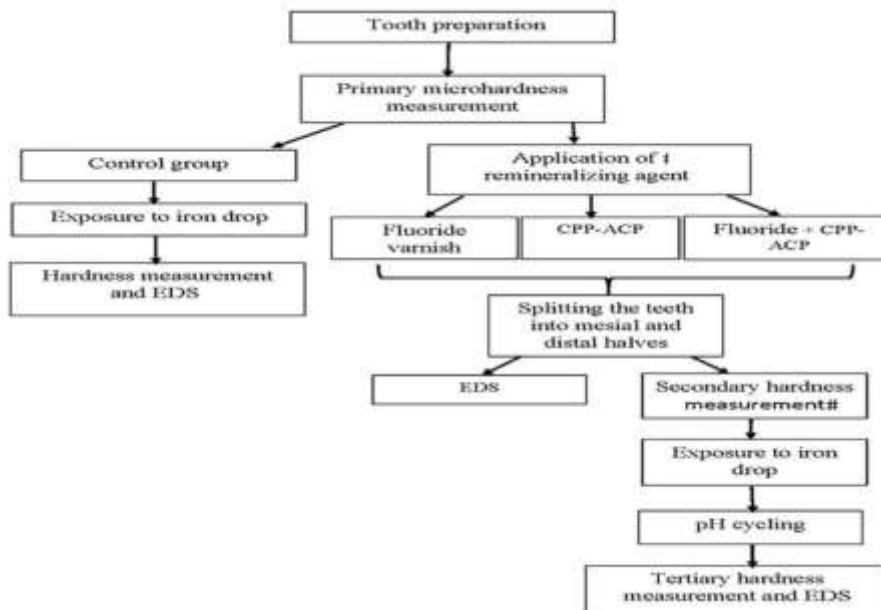 Tooth preparation
Primary microhardness
measurement
Control group
Application of ‡
remineralizing agent
Exposure to iron drop
Fluoride
varnish
CPP-ACP
Fluoride + CPP-
ACP
Hardness measurement
and EDS
Splitting the teeth
into mesial and
distal halves
EDS
Secondary hardness
measurement#
Exposure to iron
drop
pH cycling
Tertiary hardness
measurement and EDS